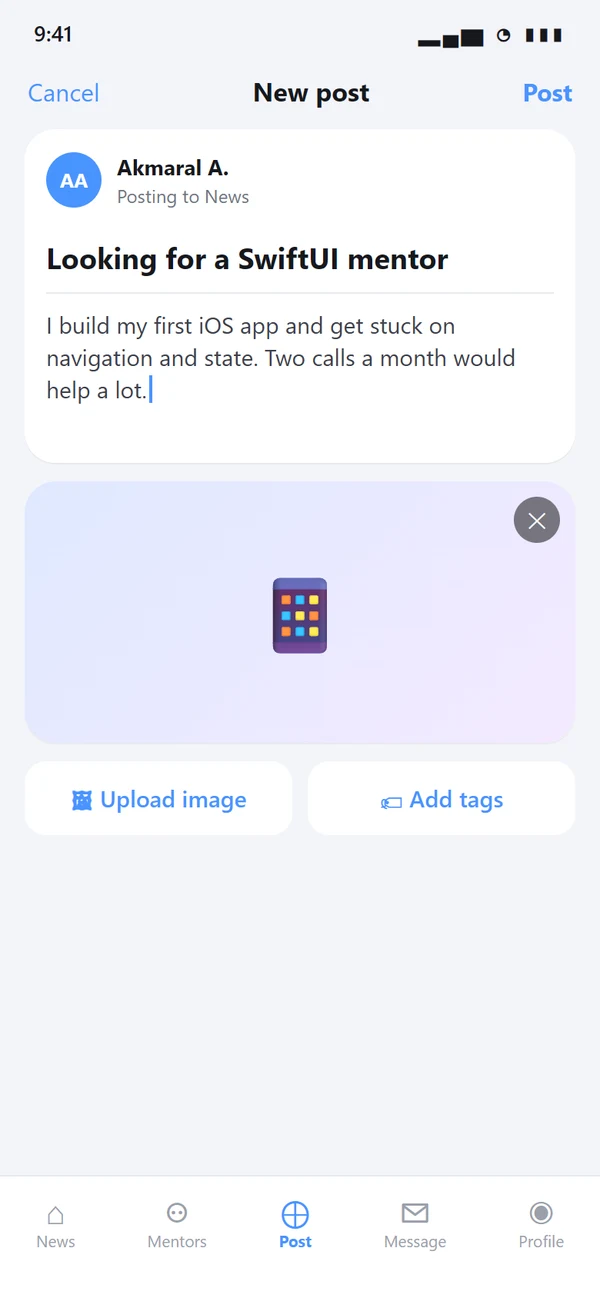 9:41
Cancel
New post
Post
AA
Akmaral A.
Posting to News
Looking for a SwiftUI mentor
I build my first iOS app and get stuck on
navigation and state. Two calls a month would
help a lot.
Upload image
Add tags
News
Mentors
Post
Message
Profile